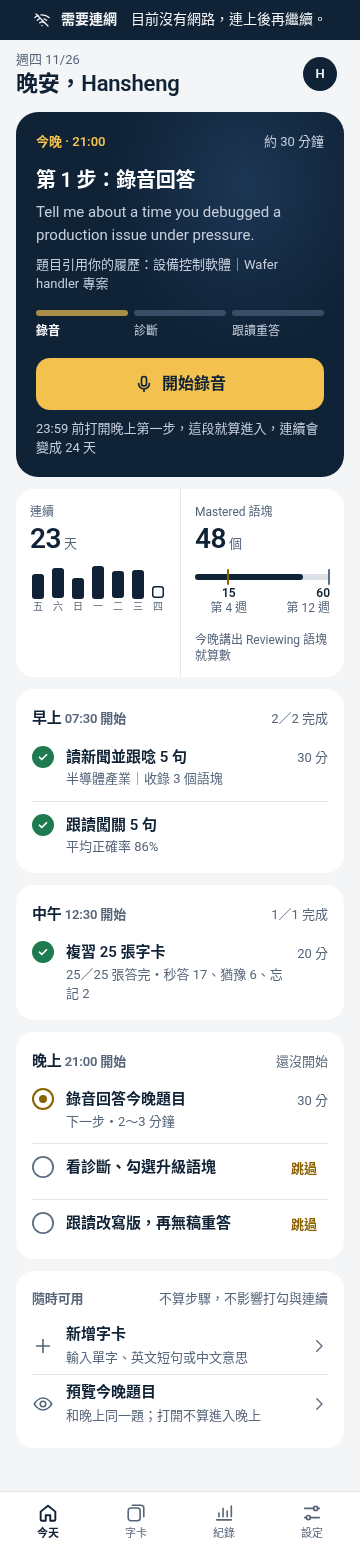 需要連網 目前沒有網路，連上後再繼續。
週四 11/26
晚安，Hansheng
H
今晚 · 21:00 約 30 分鐘
第 1 步：錄音回答
Tell me about a time you debugged a
production issue under pressure.
題目引用你的履歷：設備控制軟體｜Wafer
handler 專案
錄音 診斷 跟讀重答
開始錄音
23:59 前打開晚上第一步，這段就算進入，連續會
變成 24 天
連續
23 天
五 六 日 一 二 三 四
Mastered 語塊
48 個
15 60
第 4 週 第 12 週
今晚講出 Reviewing 語塊
就算數
早上 07:30 開始 2／2 完成
讀新聞並跟唸 5 句 30 分
半導體產業｜收錄 3 個語塊
跟讀闖關 5 句
平均正確率 86%
中午 12:30 開始 1／1 完成
複習 25 張字卡 20 分
25／25 張答完・秒答 17、猶豫 6、忘
記 2
晚上 21:00 開始 還沒開始
錄音回答今晚題目 30 分
下一步・2～3 分鐘
看診斷、勾選升級語塊 跳過
跟讀改寫版，再無稿重答 跳過
隨時可用 不算步驟，不影響打勾與連續
新增字卡
輸入單字、英文短句或中文意思
預覽今晚題目
和晚上同一題；打開不算進入晚上
今天 字卡 紀錄 設定